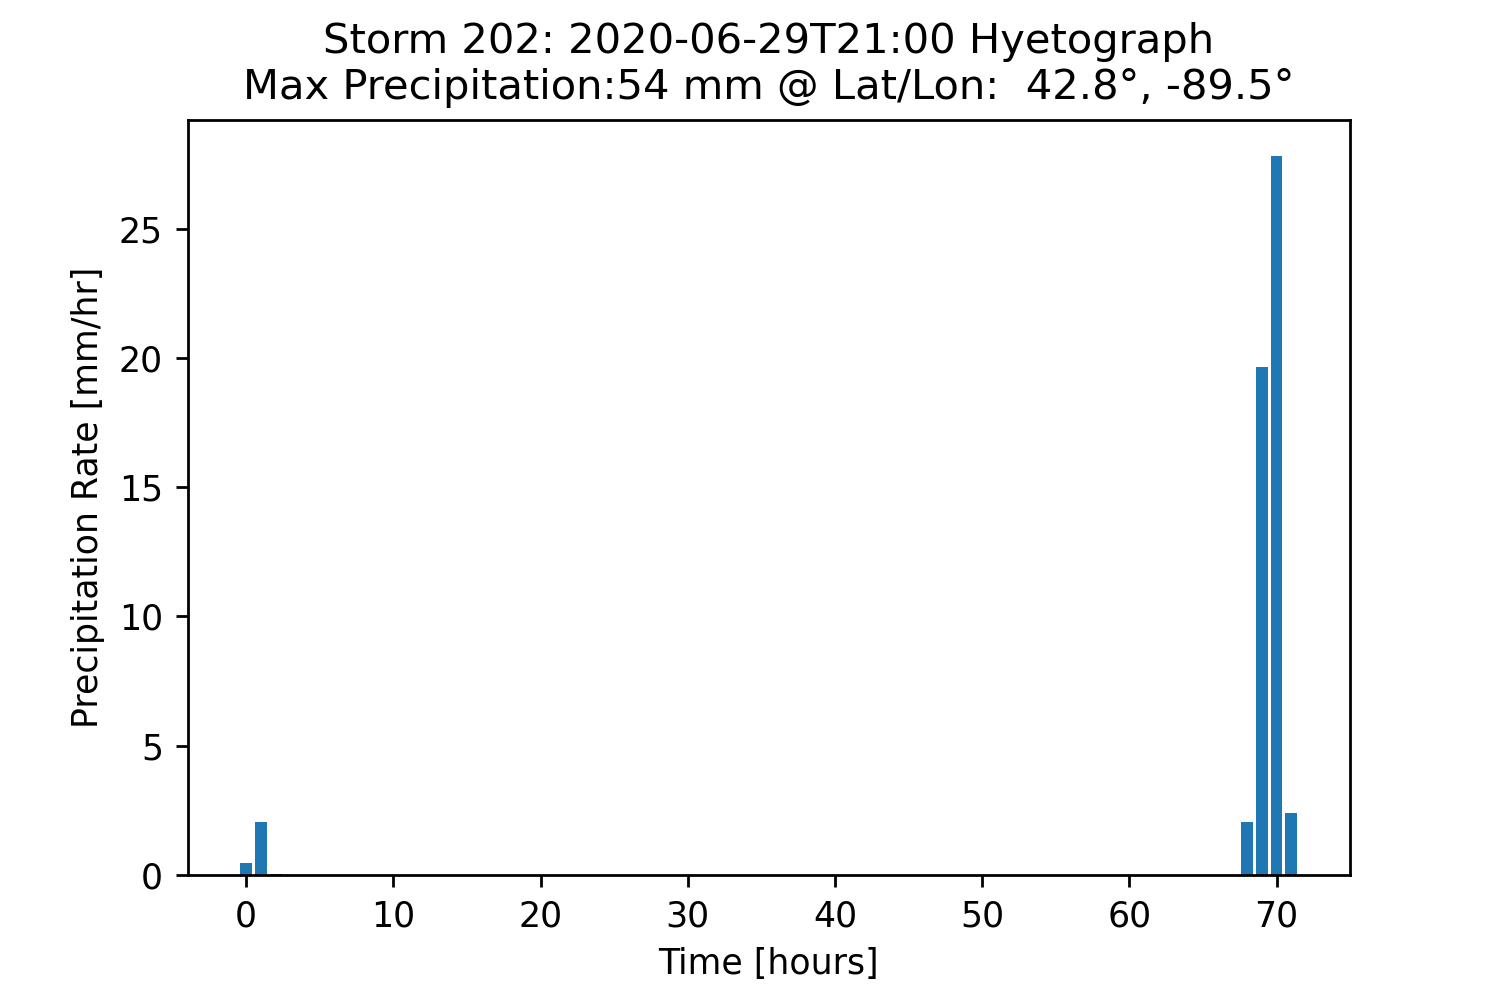 Storm 202: 2020-06-29T21:00 Hyetograph
Max Precipitation:54 mm @ Lat/Lon:  42.8°, -89.5°
Precipitation Rate [mm/hr]
25
20
15
10
5
0
0 10 20 30 40 50 60 70
Time [hours]